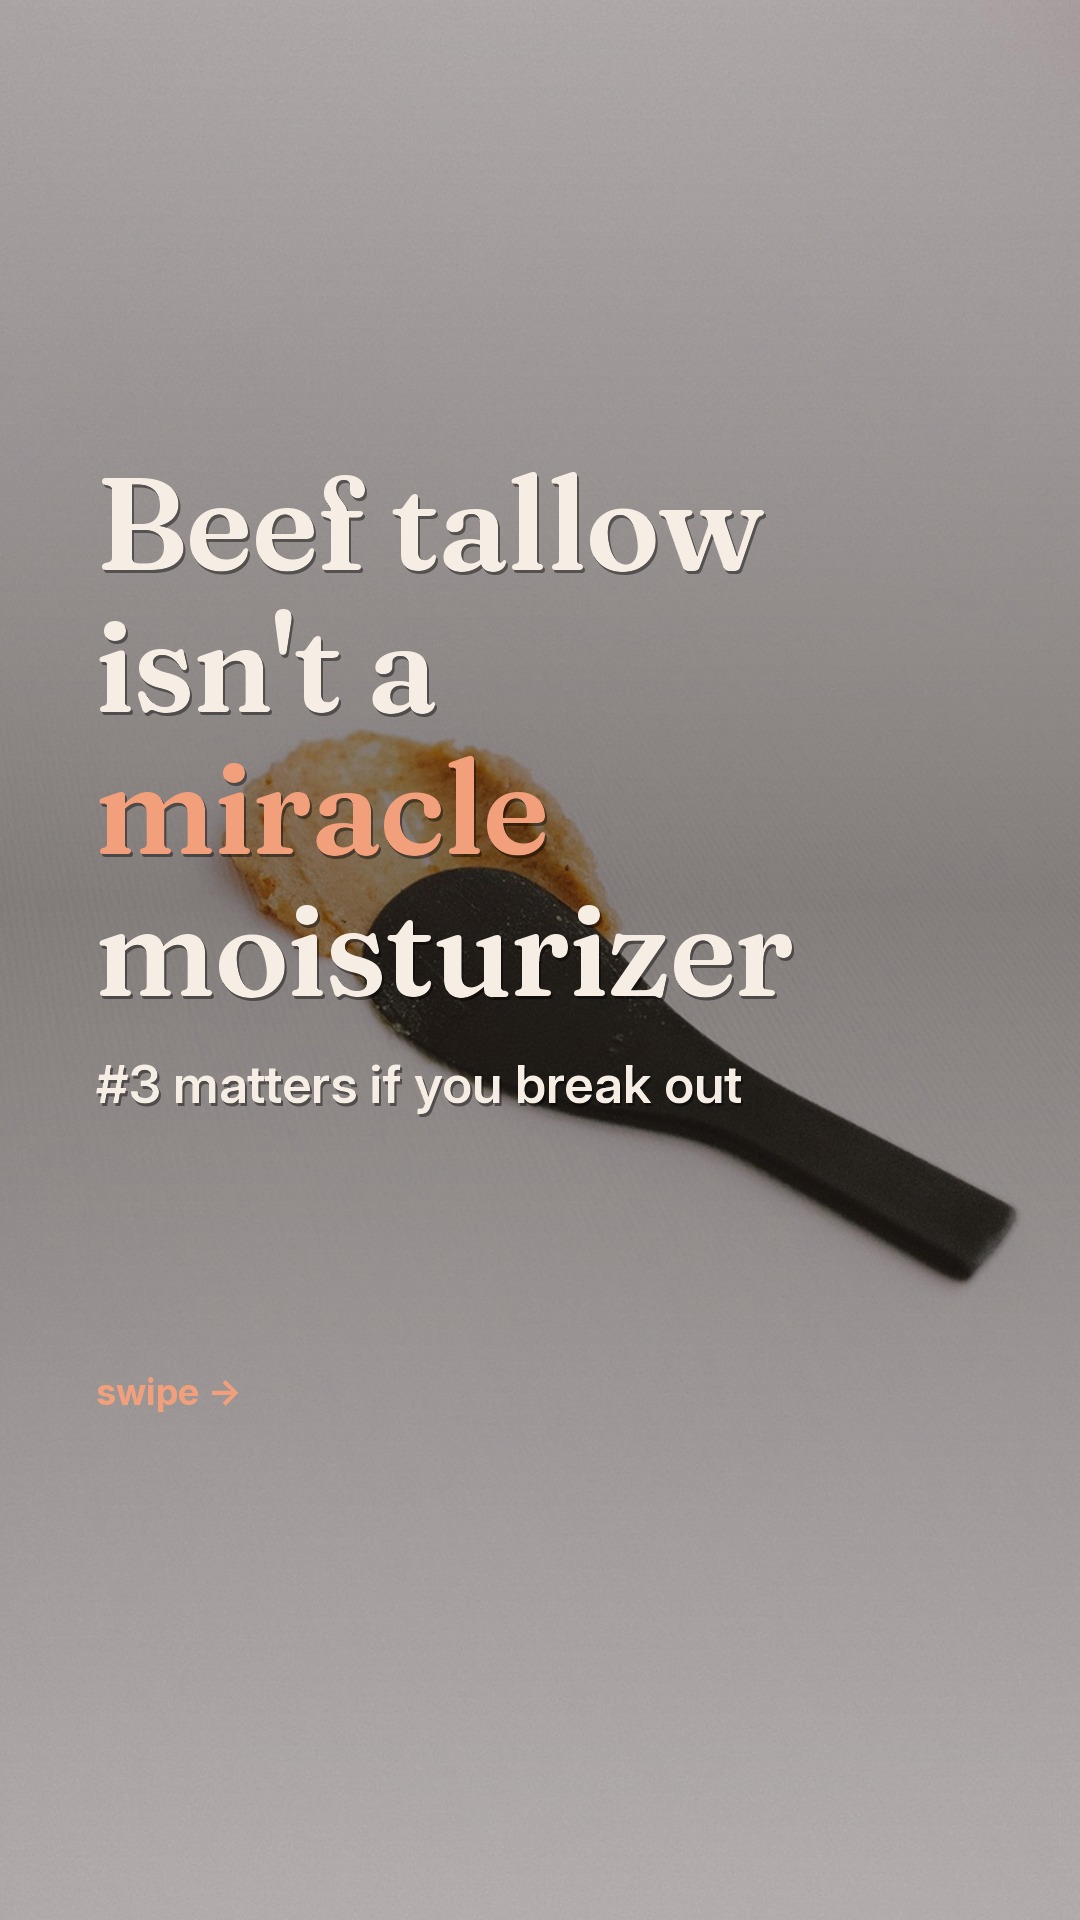 Beef tallow
isn't a
miracle
moisturizer
#3 matters if you break out
swipe →